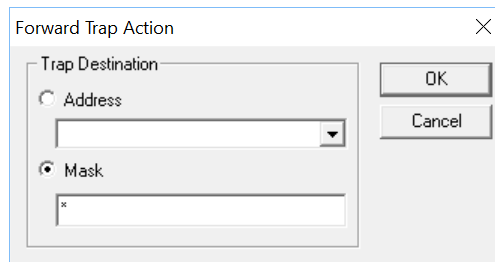 Forward Trap Action
Trap Destination
Address
OK
Cancel
Mask
*